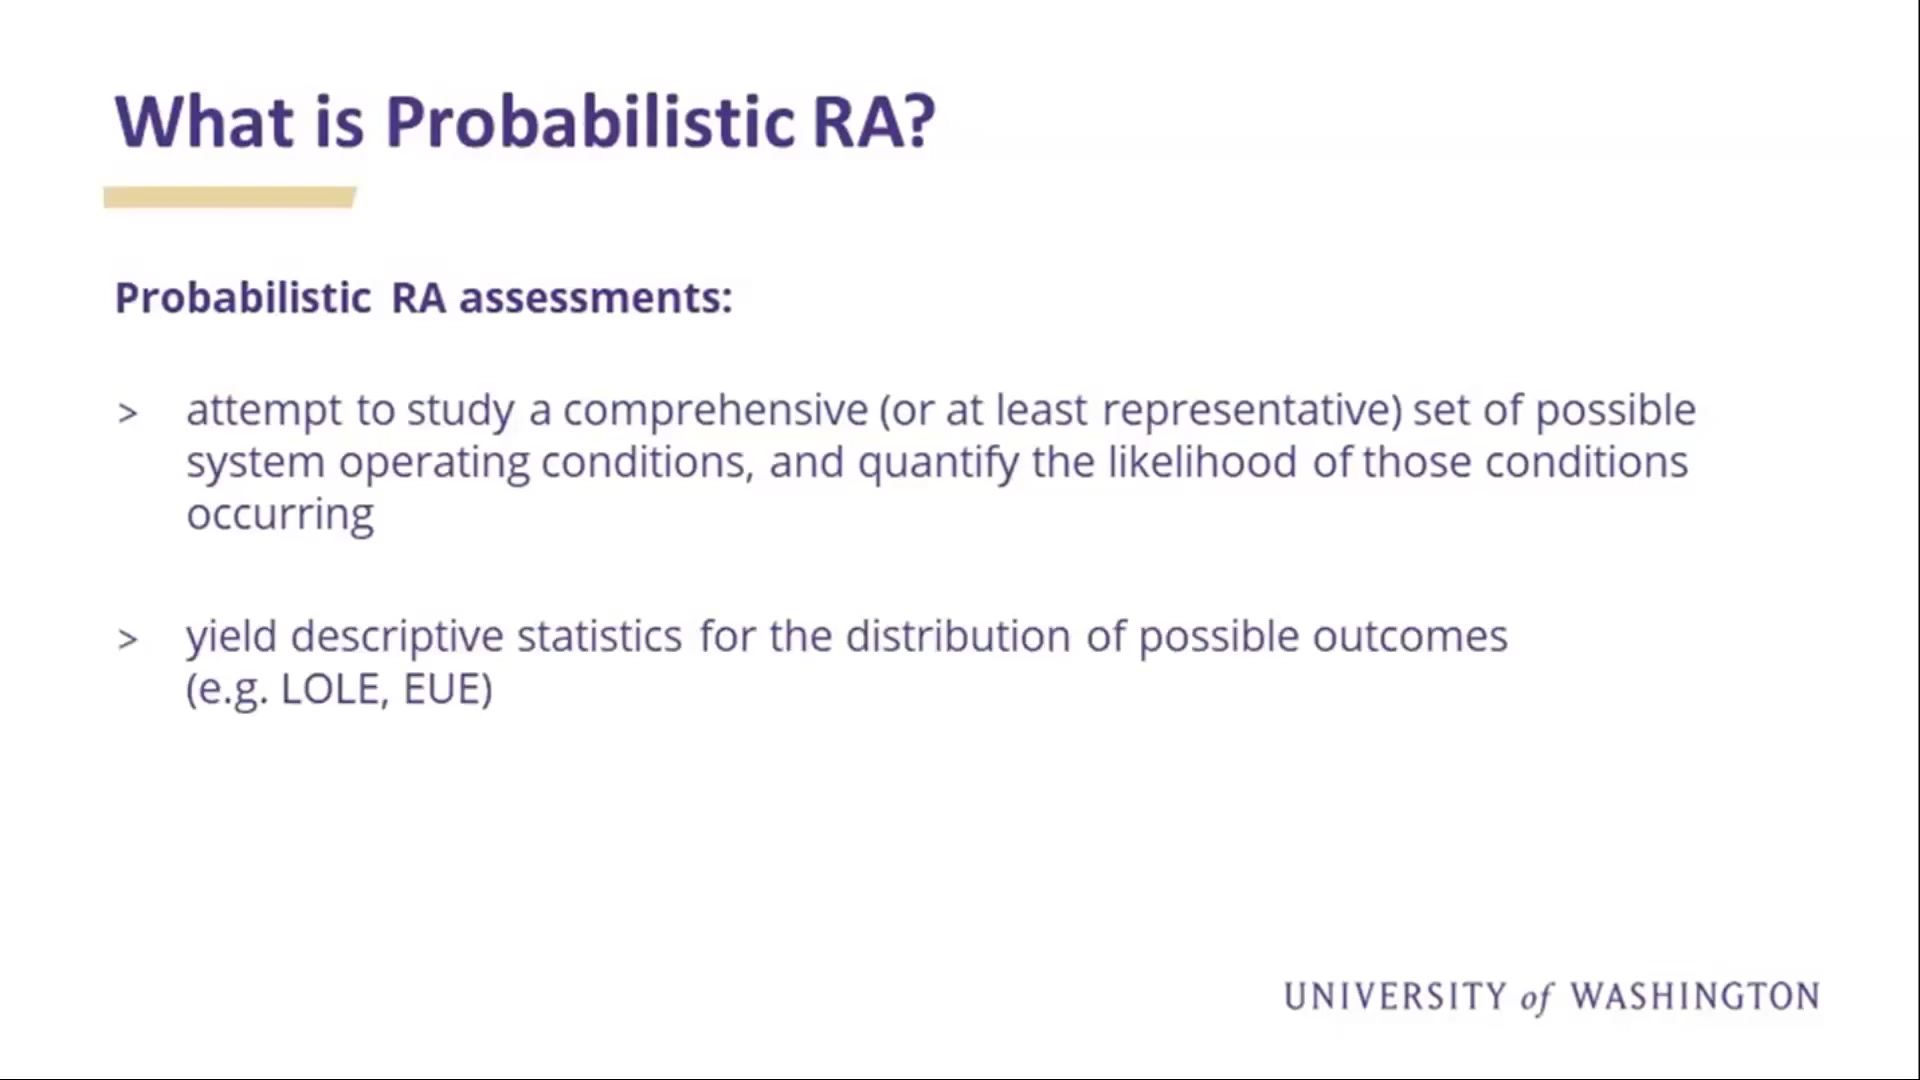 What is Probabilistic RA?
Probabilistic RA assessments:
> attempt to study a comprehensive (or at least representative) set of possible
system operating conditions, and quantify the likelihood of those conditions
occurring
> yield descriptive statistics for the distribution of possible outcomes
(e.g. LOLE, EUE)
UNIVERSITY of WASHINGTON